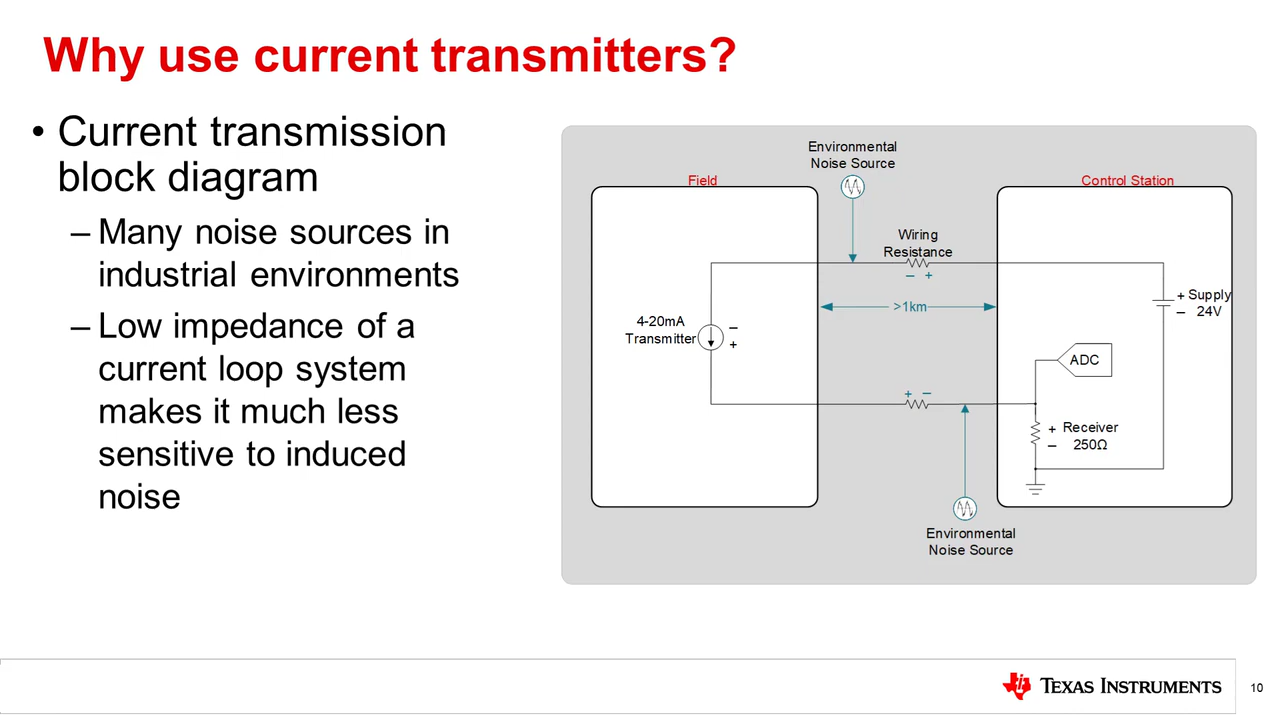 Why use current transmitters?
• Current transmission
block diagram
– Many noise sources in
industrial environments
– Low impedance of a
current loop system
makes it much less
sensitive to induced
noise
Environmental
Noise Source
Field
Control Station
Wiring
Resistance
– +
>1km
+ Supply
– 24V
4-20mA
Transmitter
–
+
ADC
+ –
+ Receiver
– 250Ω
Environmental
Noise Source
TEXAS INSTRUMENTS
10